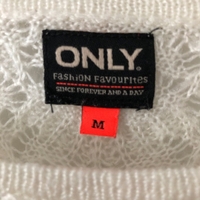 ONLY.
Fashion Favourites
SINCE FOREVER AND A DAY
M